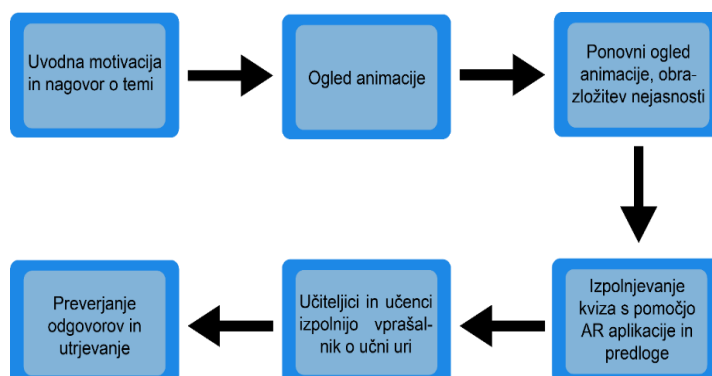 Uvodna motivacija
in nagovor o temi
Ogled animacije
Ponovni ogled
animacije, obra-
zložitev nejasnosti
Izpolnjevanje
kviza s pomočjo
AR aplikacije in
predloge
Učiteljici in učenci
izpolnijo vprašal-
nik o učni uri
Preverjanje
odgovorov in
utrjevanje